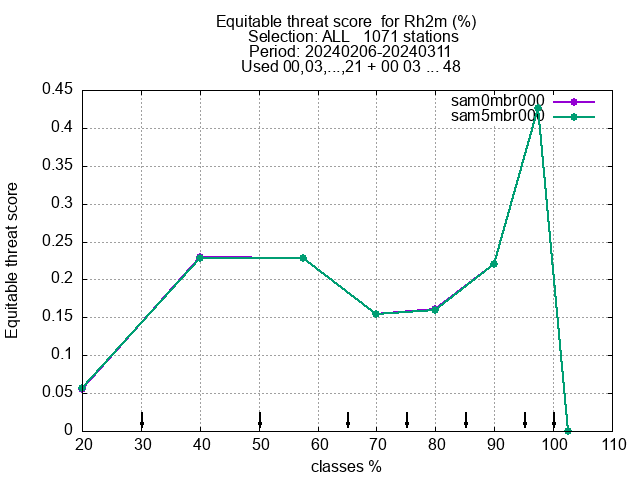 Equitable threat score  for Rh2m (%)
Selection: ALL   1071 stations
Period: 20240206-20240311
Used 00,03,...,21 + 00 03 ... 48
sam0mbr000
sam5mbr000
0.45
0.4
0.35
0.3
0.25
0.2
0.15
0.1
0.05
0
Equitable threat score
20 30 40 50 60 70 80 90 100 110
classes %